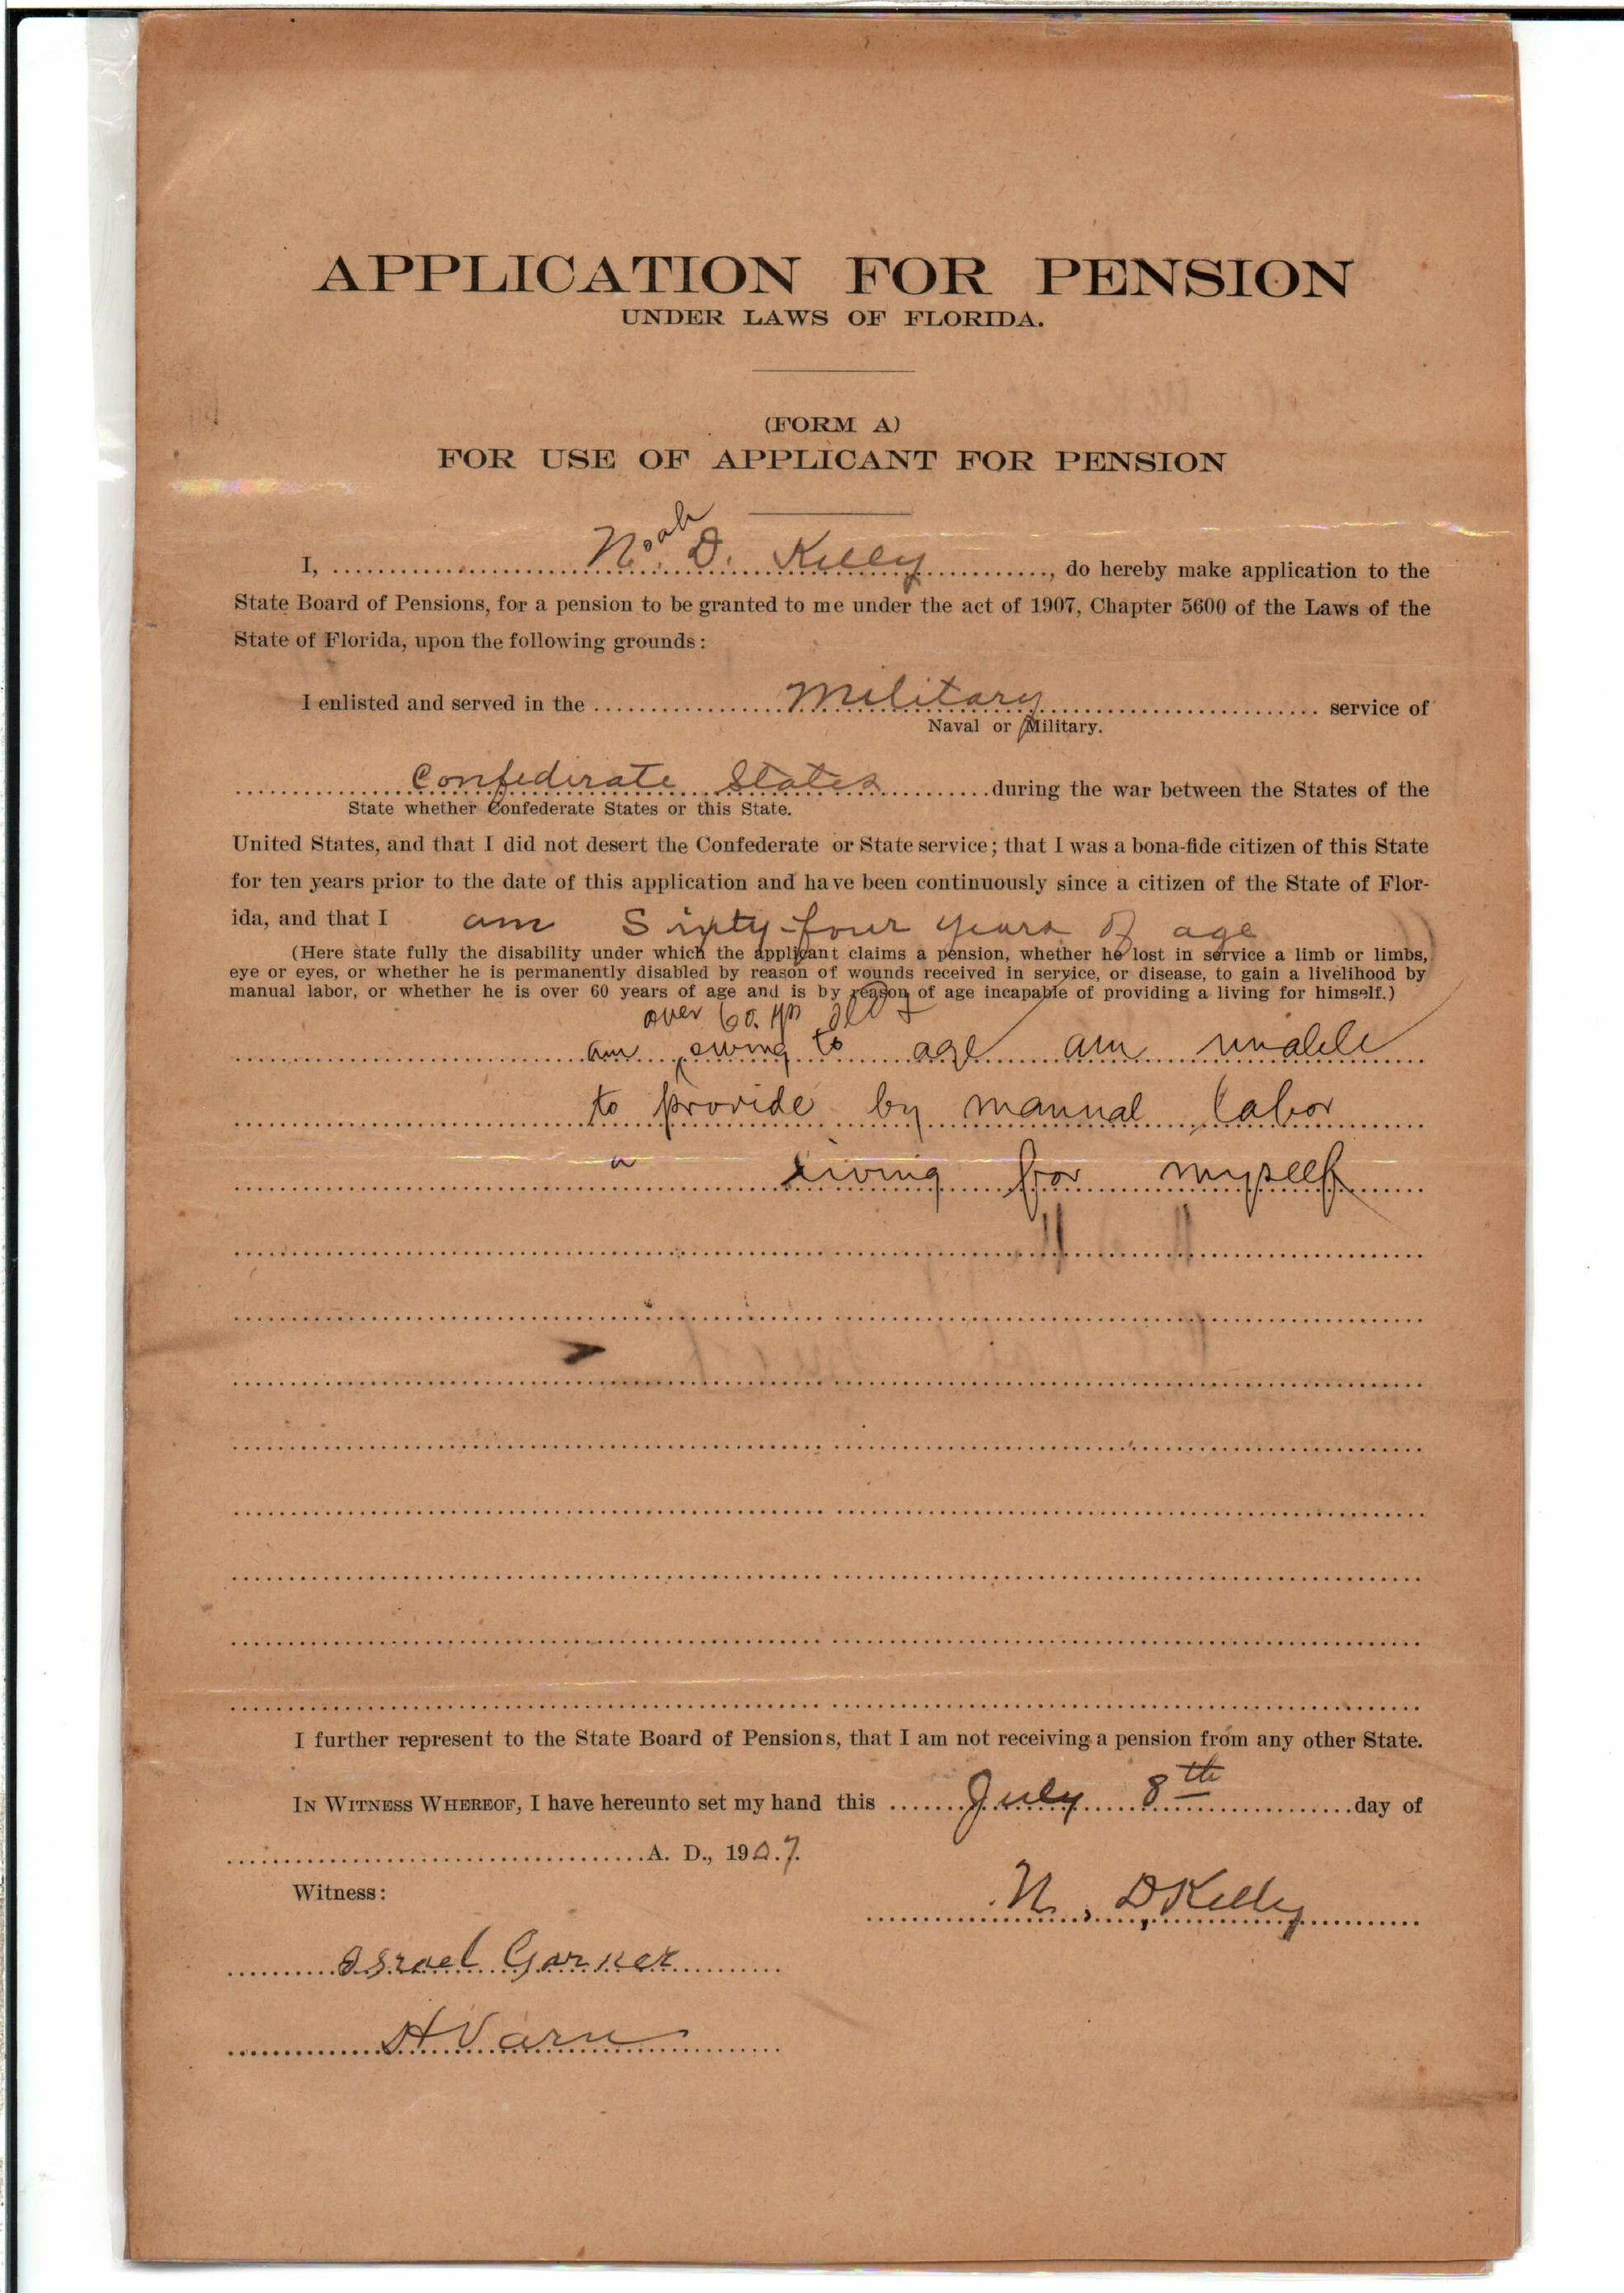 APPLICATION FOR PENSION
UNDER LAWS OF FLORIDA.
(FORM A)
FOR USE OF APPLICANT FOR PENSION
I, Noah D. Kelly, do hereby make application to the
State Board of Pensions, for a pension to be granted to me under the act of 1907, Chapter 5600 of the Laws of the
State of Florida, upon the following grounds:
I enlisted and served in the Military service of
Naval or Military.
Confederate States during the war between the States of the
State whether Confederate States or this State.
United States, and that I did not desert the Confederate or State service; that I was a bona-fide citizen of this State
for ten years prior to the date of this application and have been continuously since a citizen of the State of Flor-
ida, and that I am Sixty-four years of age
(Here state fully the disability under which the applicant claims a pension, whether he lost in service a limb or limbs,
eye or eyes, or whether he is permanently disabled by reason of wounds received in service, or disease, to gain a livelihood by
manual labor, or whether he is over 60 years of age and is by reason of age incapable of providing a living for himself.)
over 60 yrs old &
am owing to age am unable
to provide by manual labor
a living for myself
I further represent to the State Board of Pensions, that I am not receiving a pension from any other State.
IN WITNESS WHEREOF, I have hereunto set my hand this July 8th day of
A. D., 1907.
Witness:
N. D Kelly
Israel Garner
H Varn